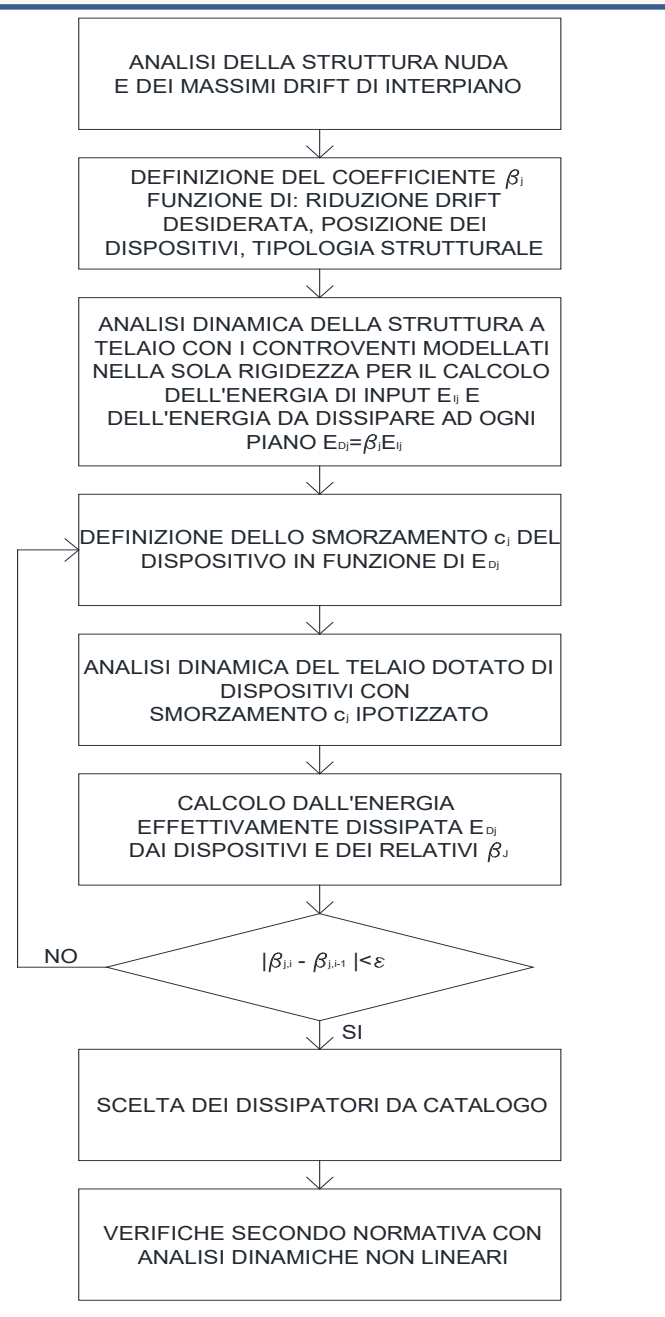 ANALISI DELLA STRUTTURA NUDA
E DEI MASSIMI DRIFT DI INTERPIANO
DEFINIZIONE DEL COEFFICIENTE βj
FUNZIONE DI: RIDUZIONE DRIFT
DESIDERATA, POSIZIONE DEI
DISPOSITIVI, TIPOLOGIA STRUTTURALE
ANALISI DINAMICA DELLA STRUTTURA A
TELAIO CON I CONTROVENTI MODELLATI
NELLA SOLA RIGIDEZZA PER IL CALCOLO
DELL'ENERGIA DI INPUT EIj E
DELL'ENERGIA DA DISSIPARE AD OGNI
PIANO EDj=βjEIj
DEFINIZIONE DELLO SMORZAMENTO cj DEL
DISPOSITIVO IN FUNZIONE DI EDj
ANALISI DINAMICA DEL TELAIO DOTATO DI
DISPOSITIVI CON
SMORZAMENTO cj IPOTIZZATO
CALCOLO DALL'ENERGIA
EFFETTIVAMENTE DISSIPATA EDj
DAI DISPOSITIVI E DEI RELATIVI βJ
NO
|βj,i - βj,i-1 |<ε
SI
SCELTA DEI DISSIPATORI DA CATALOGO
VERIFICHE SECONDO NORMATIVA CON
ANALISI DINAMICHE NON LINEARI